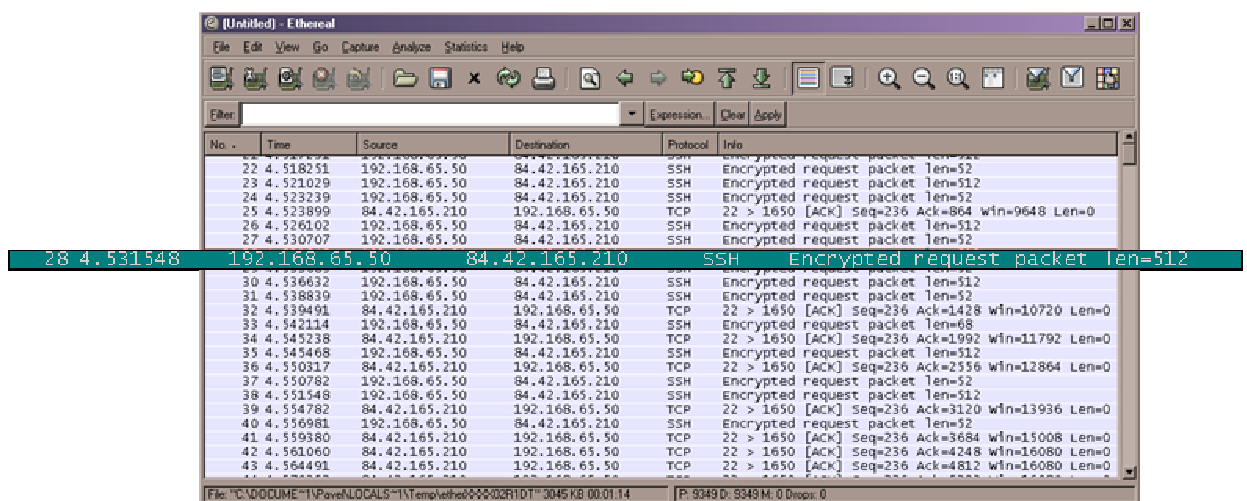 (Untitled) - Ethereal
File Edit View Go Capture Analyze Statistics Help
Filter: Expression... Clear Apply
No. . Time Source Destination Protocol Info
22 4.518251 192.168.65.50 84.42.165.210 SSH Encrypted request packet len=52
23 4.521029 192.168.65.50 84.42.165.210 SSH Encrypted request packet len=512
24 4.523239 192.168.65.50 84.42.165.210 SSH Encrypted request packet len=52
25 4.523899 84.42.165.210 192.168.65.50 TCP 22 > 1650 [ACK] Seq=236 Ack=864 Win=9648 Len=0
26 4.526102 192.168.65.50 84.42.165.210 SSH Encrypted request packet len=512
27 4.530707 192.168.65.50 84.42.165.210 SSH Encrypted request packet len=52
28 4.531548 192.168.65.50 84.42.165.210 SSH Encrypted request packet len=512
30 4.536632 192.168.65.50 84.42.165.210 SSH Encrypted request packet len=512
31 4.538839 192.168.65.50 84.42.165.210 SSH Encrypted request packet len=52
32 4.539491 84.42.165.210 192.168.65.50 TCP 22 > 1650 [ACK] Seq=236 Ack=1428 Win=10720 Len=0
33 4.542114 192.168.65.50 84.42.165.210 SSH Encrypted request packet len=68
34 4.545238 84.42.165.210 192.168.65.50 TCP 22 > 1650 [ACK] Seq=236 Ack=1992 Win=11792 Len=0
35 4.545468 192.168.65.50 84.42.165.210 SSH Encrypted request packet len=512
36 4.550317 84.42.165.210 192.168.65.50 TCP 22 > 1650 [ACK] Seq=236 Ack=2556 Win=12864 Len=0
37 4.550782 192.168.65.50 84.42.165.210 SSH Encrypted request packet len=52
38 4.551548 192.168.65.50 84.42.165.210 SSH Encrypted request packet len=512
39 4.554782 84.42.165.210 192.168.65.50 TCP 22 > 1650 [ACK] Seq=236 Ack=3120 Win=13936 Len=0
40 4.556981 192.168.65.50 84.42.165.210 SSH Encrypted request packet len=52
41 4.559380 84.42.165.210 192.168.65.50 TCP 22 > 1650 [ACK] Seq=236 Ack=3684 Win=15008 Len=0
42 4.561060 84.42.165.210 192.168.65.50 TCP 22 > 1650 [ACK] Seq=236 Ack=4248 Win=16080 Len=0
43 4.564491 84.42.165.210 192.168.65.50 TCP 22 > 1650 [ACK] Seq=236 Ack=4812 Win=16080 Len=0
File: 3045 KB 00:01:14 P: 9349 D: 9349 M: 0 Drops: 0